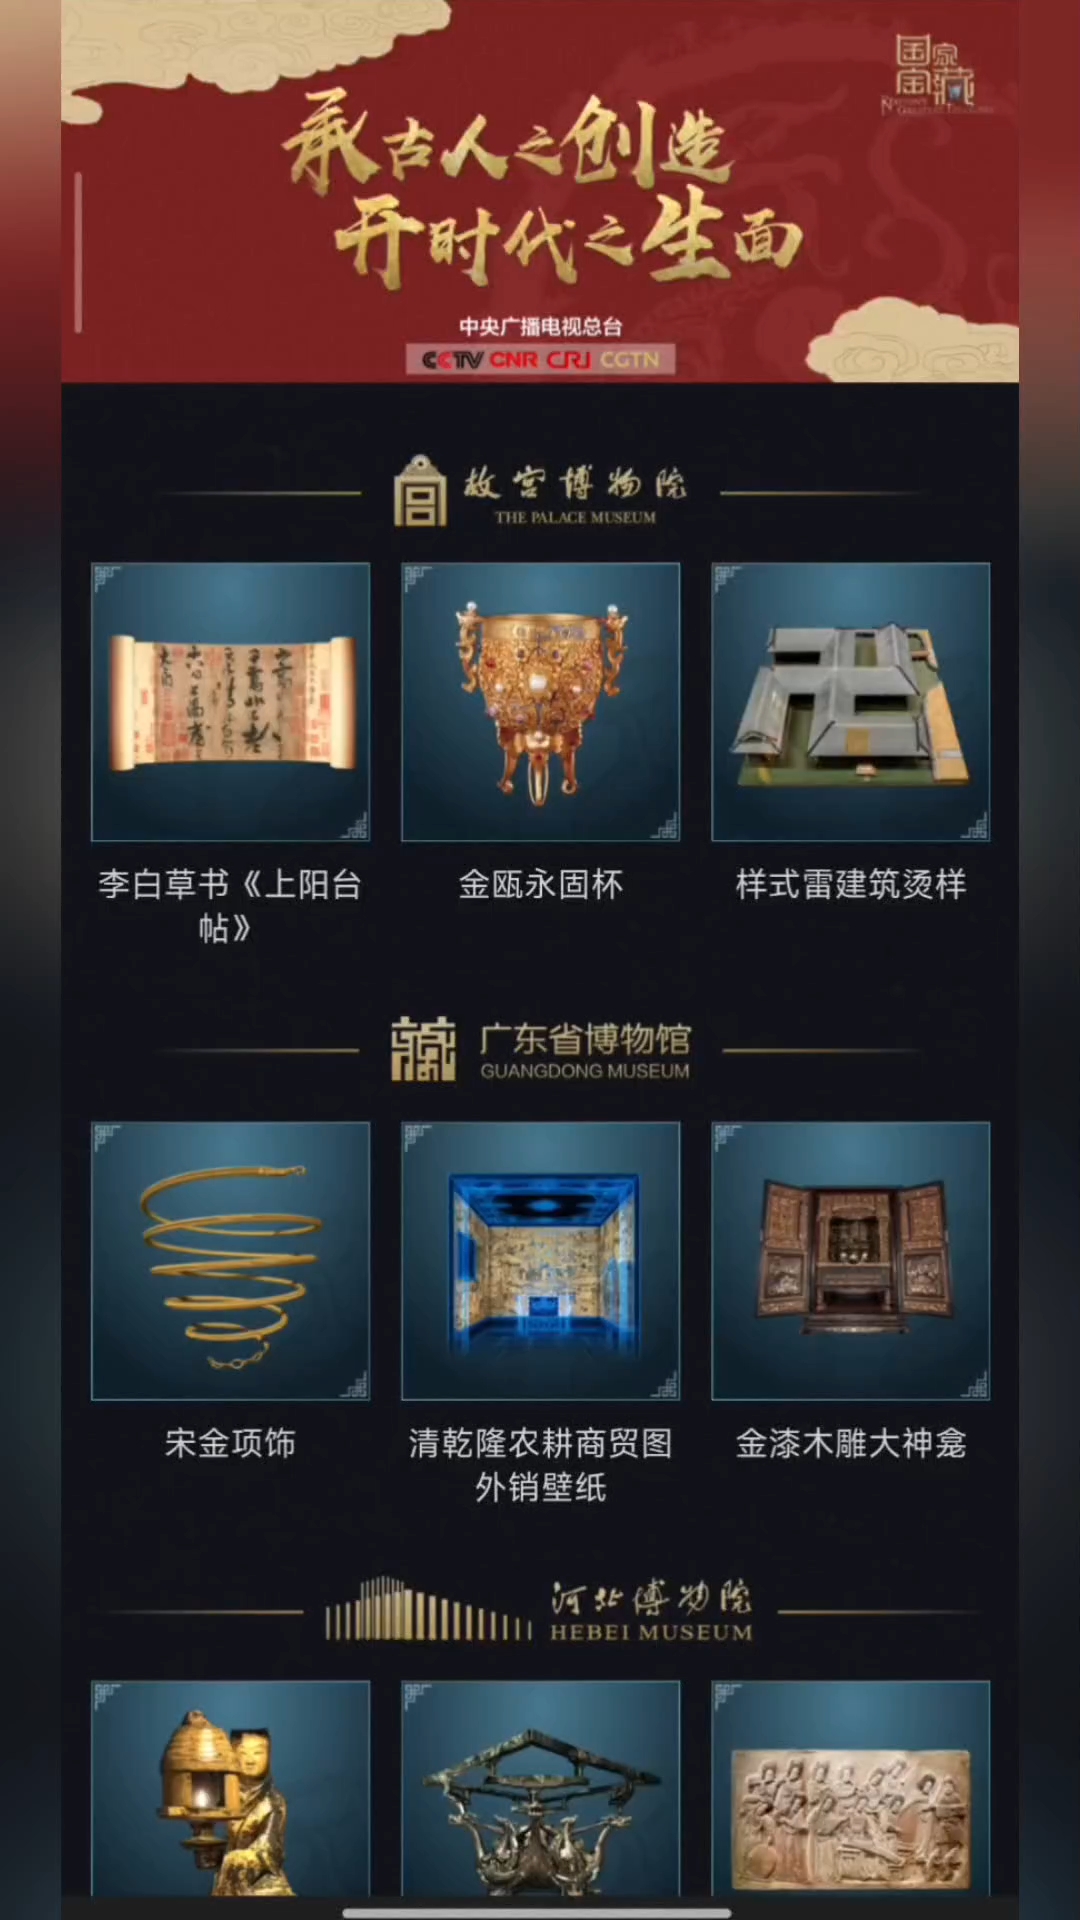 国家宝藏
承古人之创造
开时代之生面
中央广播电视总台
CCTV CNR CRI CGTN
故宫博物院
THE PALACE MUSEUM
李白草书《上阳台
帖》
金瓯永固杯
样式雷建筑烫样
广东省博物馆
GUANGDONG MUSEUM
宋金项饰
清乾隆农耕商贸图
外销壁纸
金漆木雕大神龛
河北博物院
HEBEI MUSEUM